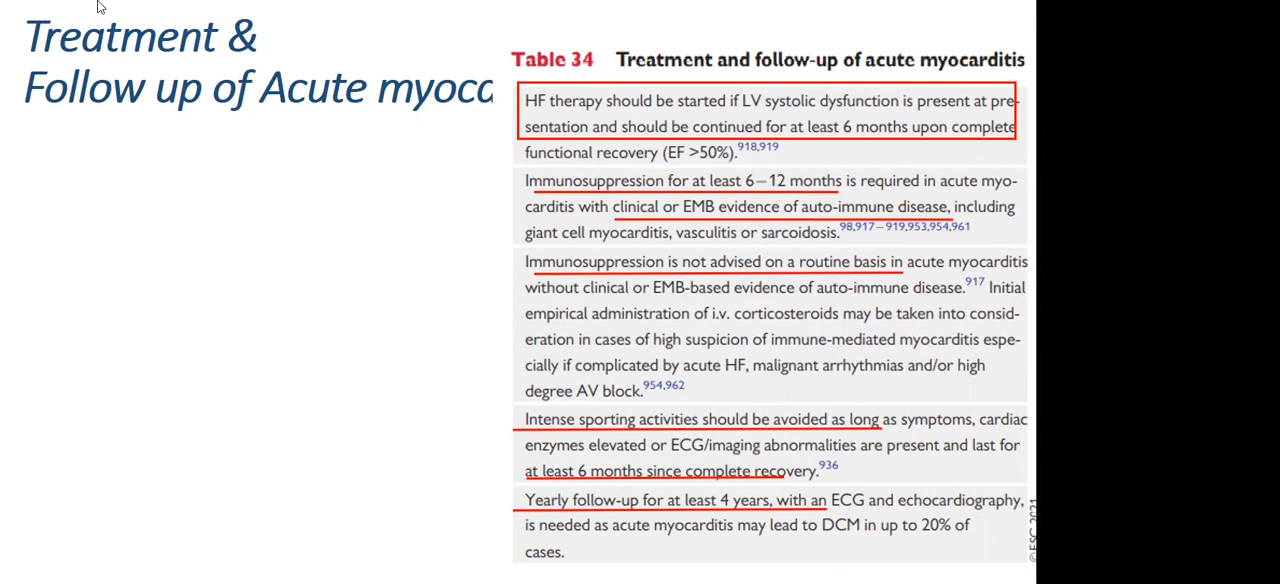 Treatment &
Follow up of Acute myoc
Table 34 Treatment and follow-up of acute myocarditis
HF therapy should be started if LV systolic dysfunction is present at pre-
sentation and should be continued for at least 6 months upon complete
functional recovery (EF >50%).918,919
Immunosuppression for at least 6–12 months is required in acute myo-
carditis with clinical or EMB evidence of auto-immune disease, including
giant cell myocarditis, vasculitis or sarcoidosis.98,917–919,953,954,961
Immunosuppression is not advised on a routine basis in acute myocarditis
without clinical or EMB-based evidence of auto-immune disease.917 Initial
empirical administration of i.v. corticosteroids may be taken into consid-
eration in cases of high suspicion of immune-mediated myocarditis espe-
cially if complicated by acute HF, malignant arrhythmias and/or high
degree AV block.954,962
Intense sporting activities should be avoided as long as symptoms, cardiac
enzymes elevated or ECG/imaging abnormalities are present and last for
at least 6 months since complete recovery.936
Yearly follow-up for at least 4 years, with an ECG and echocardiography,
is needed as acute myocarditis may lead to DCM in up to 20% of
cases.
©ESC 2021